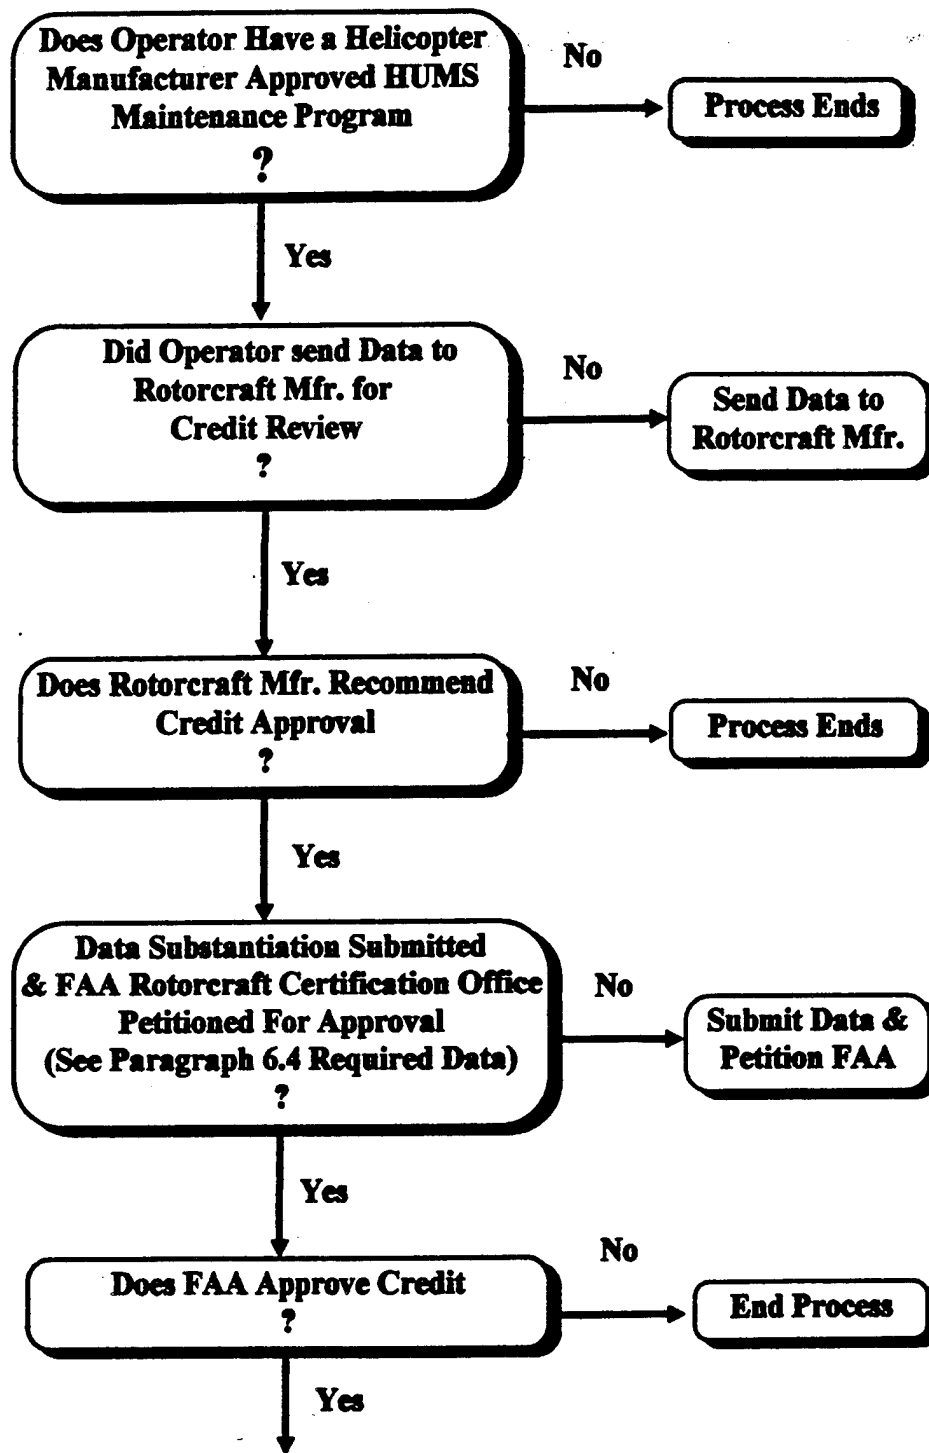 Does Operator Have a Helicopter
Manufacturer Approved HUMS
Maintenance Program
?
No
Process Ends
Yes
Did Operator send Data to
Rotorcraft Mfr. for
Credit Review
?
No
Send Data to
Rotorcraft Mfr.
Yes
Does Rotorcraft Mfr. Recommend
Credit Approval
?
No
Process Ends
Yes
Data Substantiation Submitted
& FAA Rotorcraft Certification Office
Petitioned For Approval
(See Paragraph 6.4 Required Data)
?
No
Submit Data &
Petition FAA
Yes
Does FAA Approve Credit
?
No
End Process
Yes